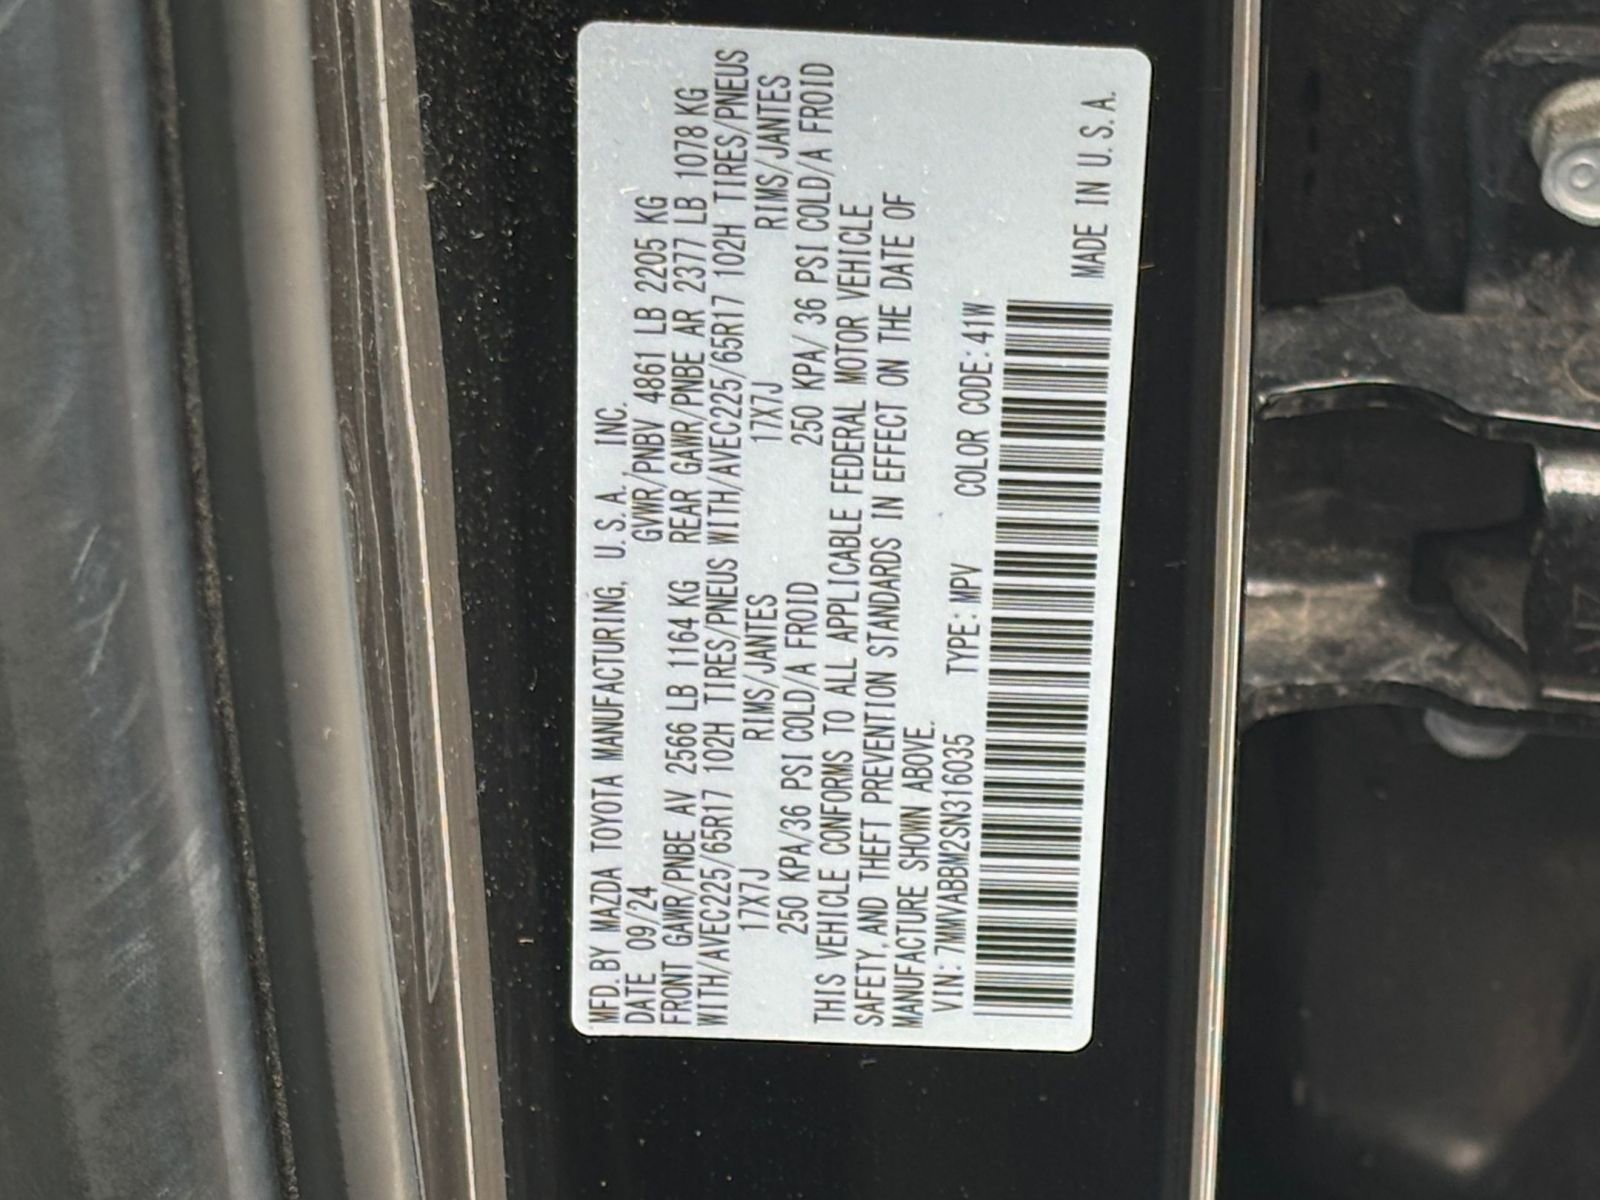 MFD. BY MAZDA TOYOTA MANUFACTURING, U.S.A., INC.
DATE 09/24 GVWR/PNBV 4861 LB 2205 KG
FRONT GAWR/PNBE AV 2566 LB 1164 KG REAR GAWR/PNBE AR 2377 LB 1078 KG
WITH/AVEC225/65R17 102H TIRES/PNEUS WITH/AVEC225/65R17 102H TIRES/PNEUS
17X7J RIMS/JANTES 17X7J RIMS/JANTES
250 KPA/36 PSI COLD/A FROID 250 KPA/ 36 PSI COLD/A FROID
THIS VEHICLE CONFORMS TO ALL APPLICABLE FEDERAL MOTOR VEHICLE
SAFETY, AND THEFT PREVENTION STANDARDS IN EFFECT ON THE DATE OF
MANUFACTURE SHOWN ABOVE.
VIN: 7MMVABBM2SN316035 TYPE: MPV COLOR CODE: 41W
MADE IN U.S.A.